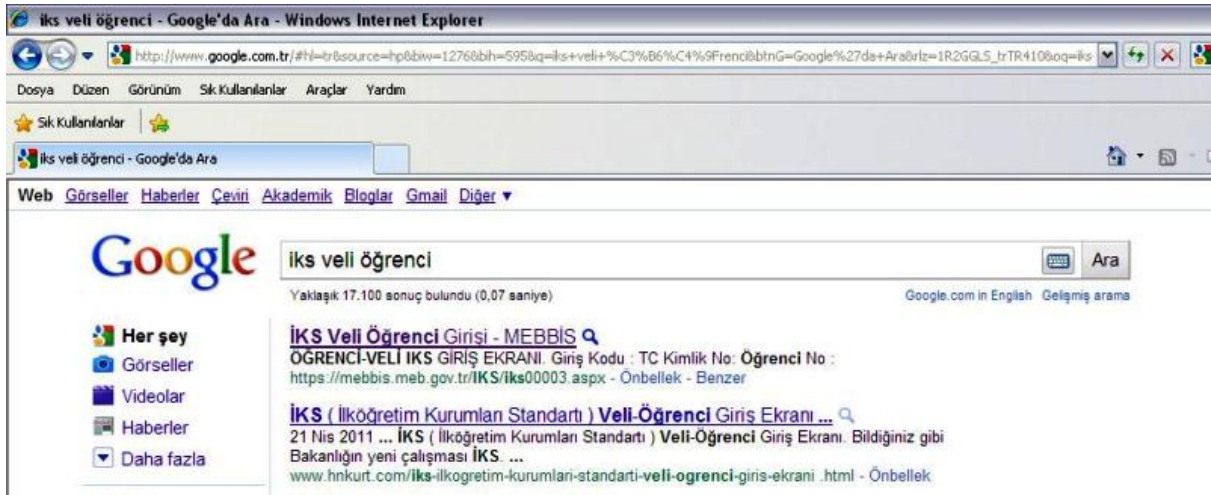 iks veli öğrenci - Google'da Ara - Windows Internet Explorer
http://www.google.com.tr/#hl=tr&source=hp&biw=1276&bih=595&q=iks+veli+%C3%B6%C4%9Frenci&btnG=Google%27da+Ara&rlz=1R2GGLS_trTR410&oq=iks
Dosya Düzen Görünüm Sık Kullanılanlar Araçlar Yardım
Sık Kullanılanlar
iks veli öğrenci - Google'da Ara
Web Görseller Haberler Çeviri Akademik Bloglar Gmail Diğer ▼
Google
iks veli öğrenci
Ara
Yaklaşık 17.100 sonuç bulundu (0,07 saniye)
Google.com in English Gelişmiş arama
Her şey
Görseller
Videolar
Haberler
Daha fazla
İKS Veli Öğrenci Girişi - MEBBİS
ÖĞRENCİ-VELİ IKS GİRİŞ EKRANI. Giriş Kodu : TC Kimlik No: Öğrenci No :
https://mebbis.meb.gov.tr/IKS/iks00003.aspx - Önbellek - Benzer
İKS ( İlköğretim Kurumları Standartı ) Veli-Öğrenci Giriş Ekranı ...
21 Nis 2011 ... İKS ( İlköğretim Kurumları Standartı ) Veli-Öğrenci Giriş Ekranı. Bildiğiniz gibi
Bakanlığın yeni çalışması İKS. ...
www.hnkurt.com/iks-ilkogretim-kurumlari-standarti-veli-ogrenci-giris-ekrani .html - Önbellek